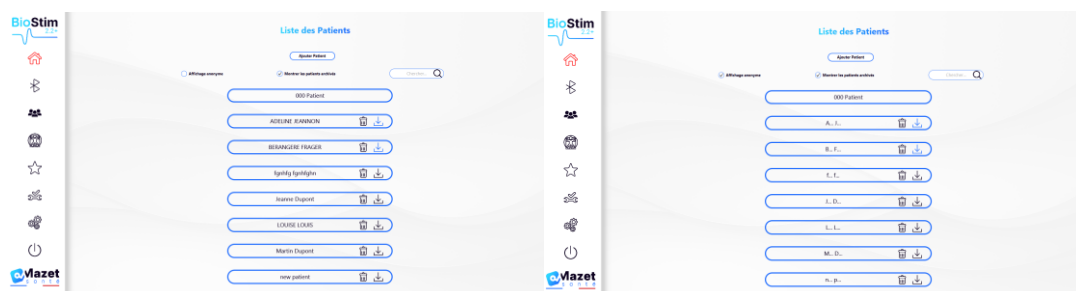 BioStim
2.2+
Liste des Patients
Ajouter Patient
Affichage anonyme
Montrer les patients archivés
Chercher...
000 Patient
ADELINE JEANNON
BERANGERE FRAGER
fgnhfg fgnhfghn
Jeanne Dupont
LOUISE LOUIS
Martin Dupont
new patient
Mazet
santé
BioStim
2.2+
Liste des Patients
Ajouter Patient
Affichage anonyme
Montrer les patients archivés
Chercher...
000 Patient
A... J...
B... F...
f... f...
J... D...
L... L...
M... D...
n... p...
Mazet
santé